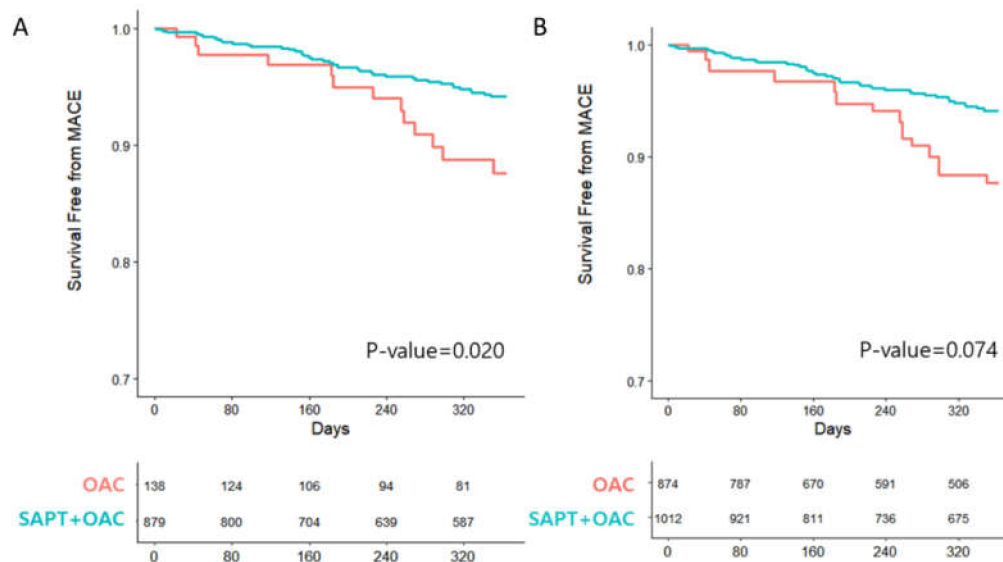 A
Survival Free from MACE
1.0
0.9
0.8
0.7
P-value=0.020
0 80 160 240 320
Days
OAC 138 124 106 94 81
SAPT+OAC 879 800 704 639 587
0 80 160 240 320
B
Survival Free from MACE
1.0
0.9
0.8
0.7
P-value=0.074
0 80 160 240 320
Days
OAC 874 787 670 591 506
SAPT+OAC 1012 921 811 736 675
0 80 160 240 320